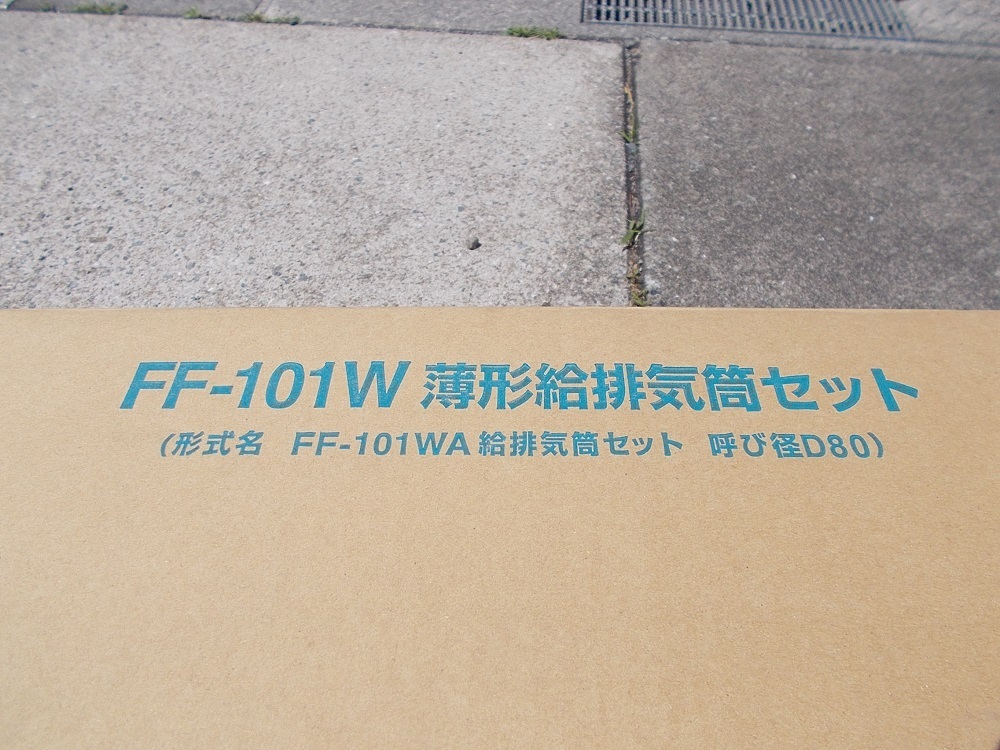 FF-101W 薄形給排気筒セット
(形式名 FF-101WA 給排気筒セット 呼び径D80)